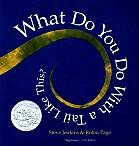 What Do You Do With a Tail Like This?
Steve Jenkins & Robin Page